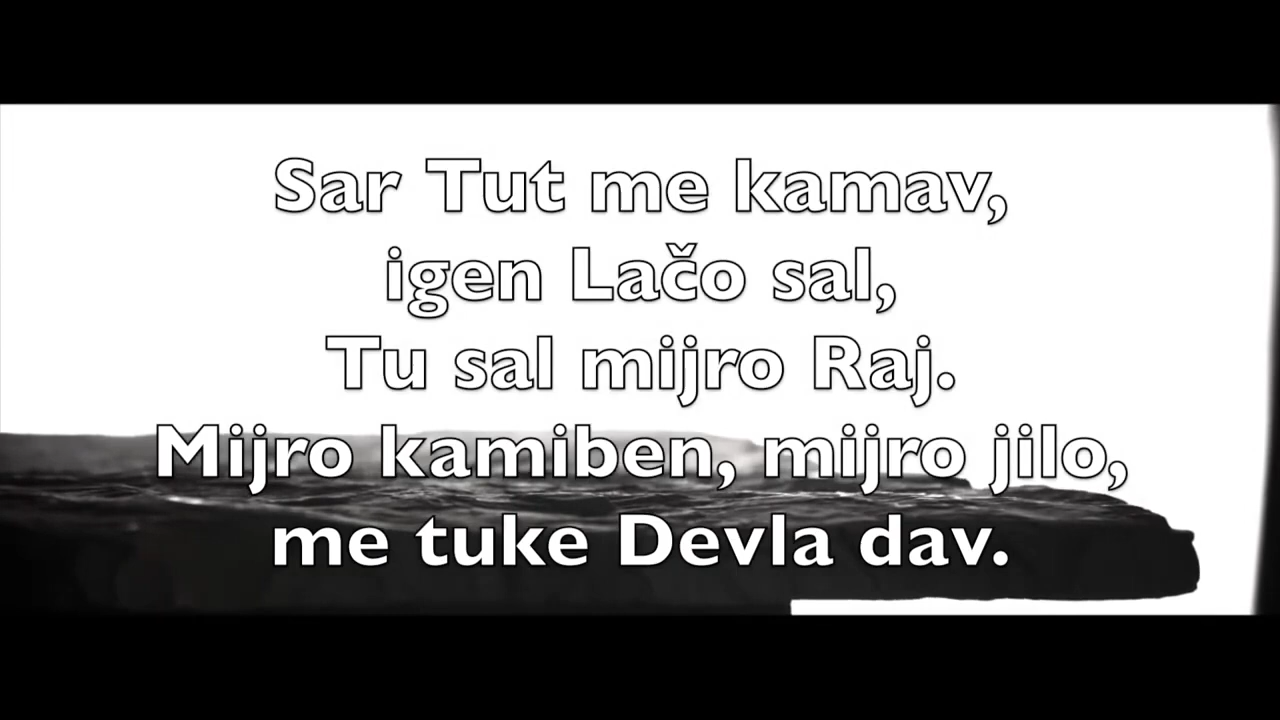 Sar Tut me kamav,
igen Lačo sal,
Tu sal mijro Raj.
Mijro kamiben, mijro jilo,
me tuke Devla dav.